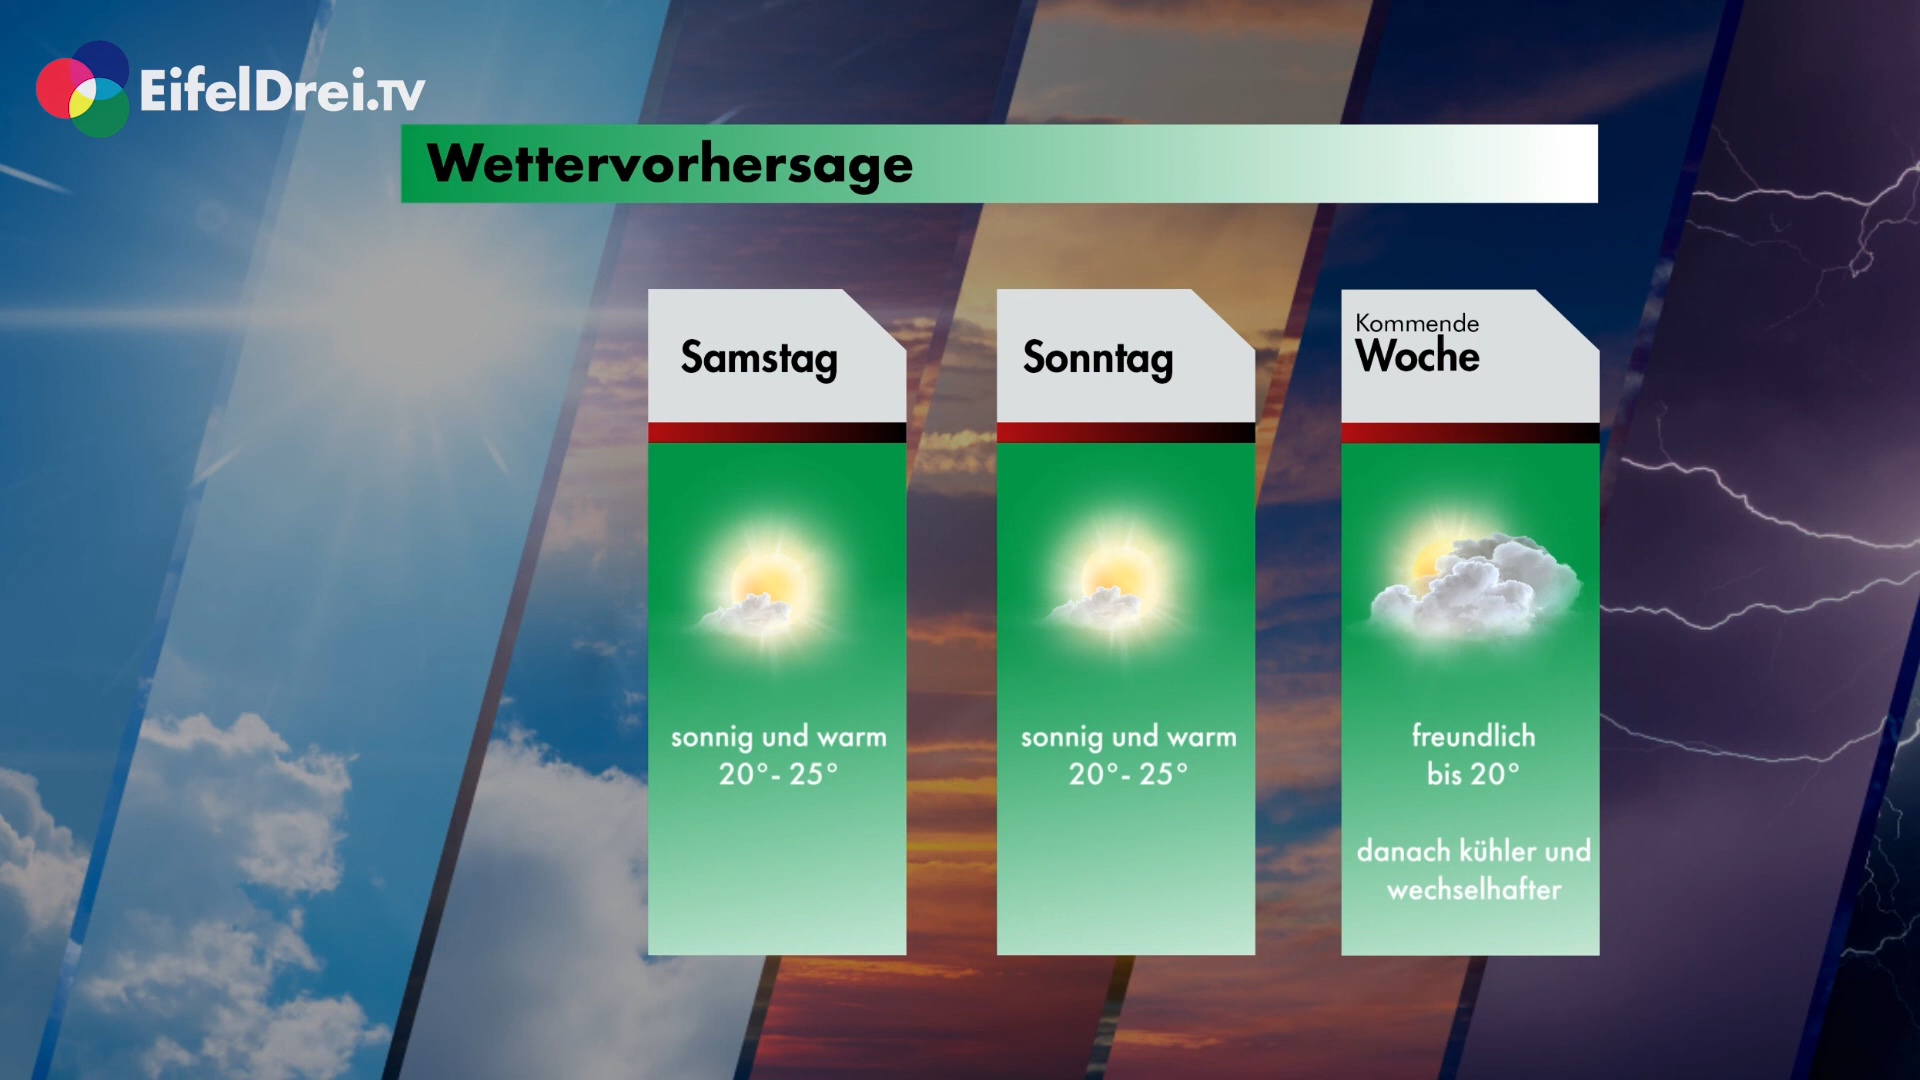 EifelDrei.TV
Wettervorhersage
Samstag
sonnig und warm
20°- 25°
Sonntag
sonnig und warm
20°- 25°
Kommende
Woche
freundlich
bis 20°
danach kühler und
wechselhafter